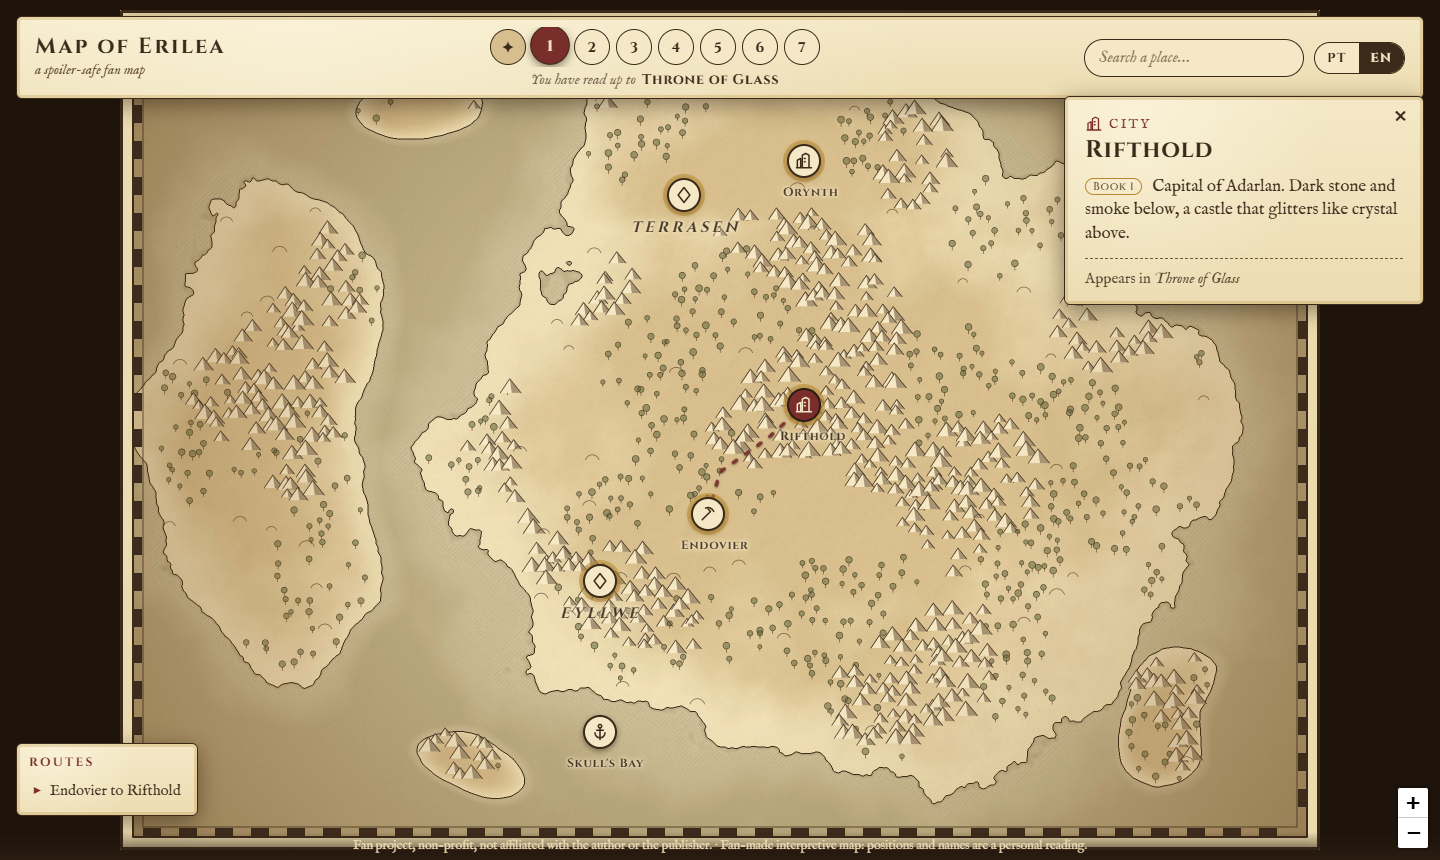 Map of Erilea
a spoiler-safe fan map
✦ 1 2 3 4 5 6 7
You have read up to Throne of Glass
Search a place...
PT EN
City
Rifthold
Book 1 Capital of Adarlan. Dark stone and
smoke below, a castle that glitters like crystal
above.
Appears in Throne of Glass
Orynth
TERRASEN
Rifthold
Endovier
EYLLWE
Skull's Bay
Routes
Endovier to Rifthold
+
−
Fan project, non-profit, not affiliated with the author or the publisher. · Fan-made interpretive map: positions and names are a personal reading.